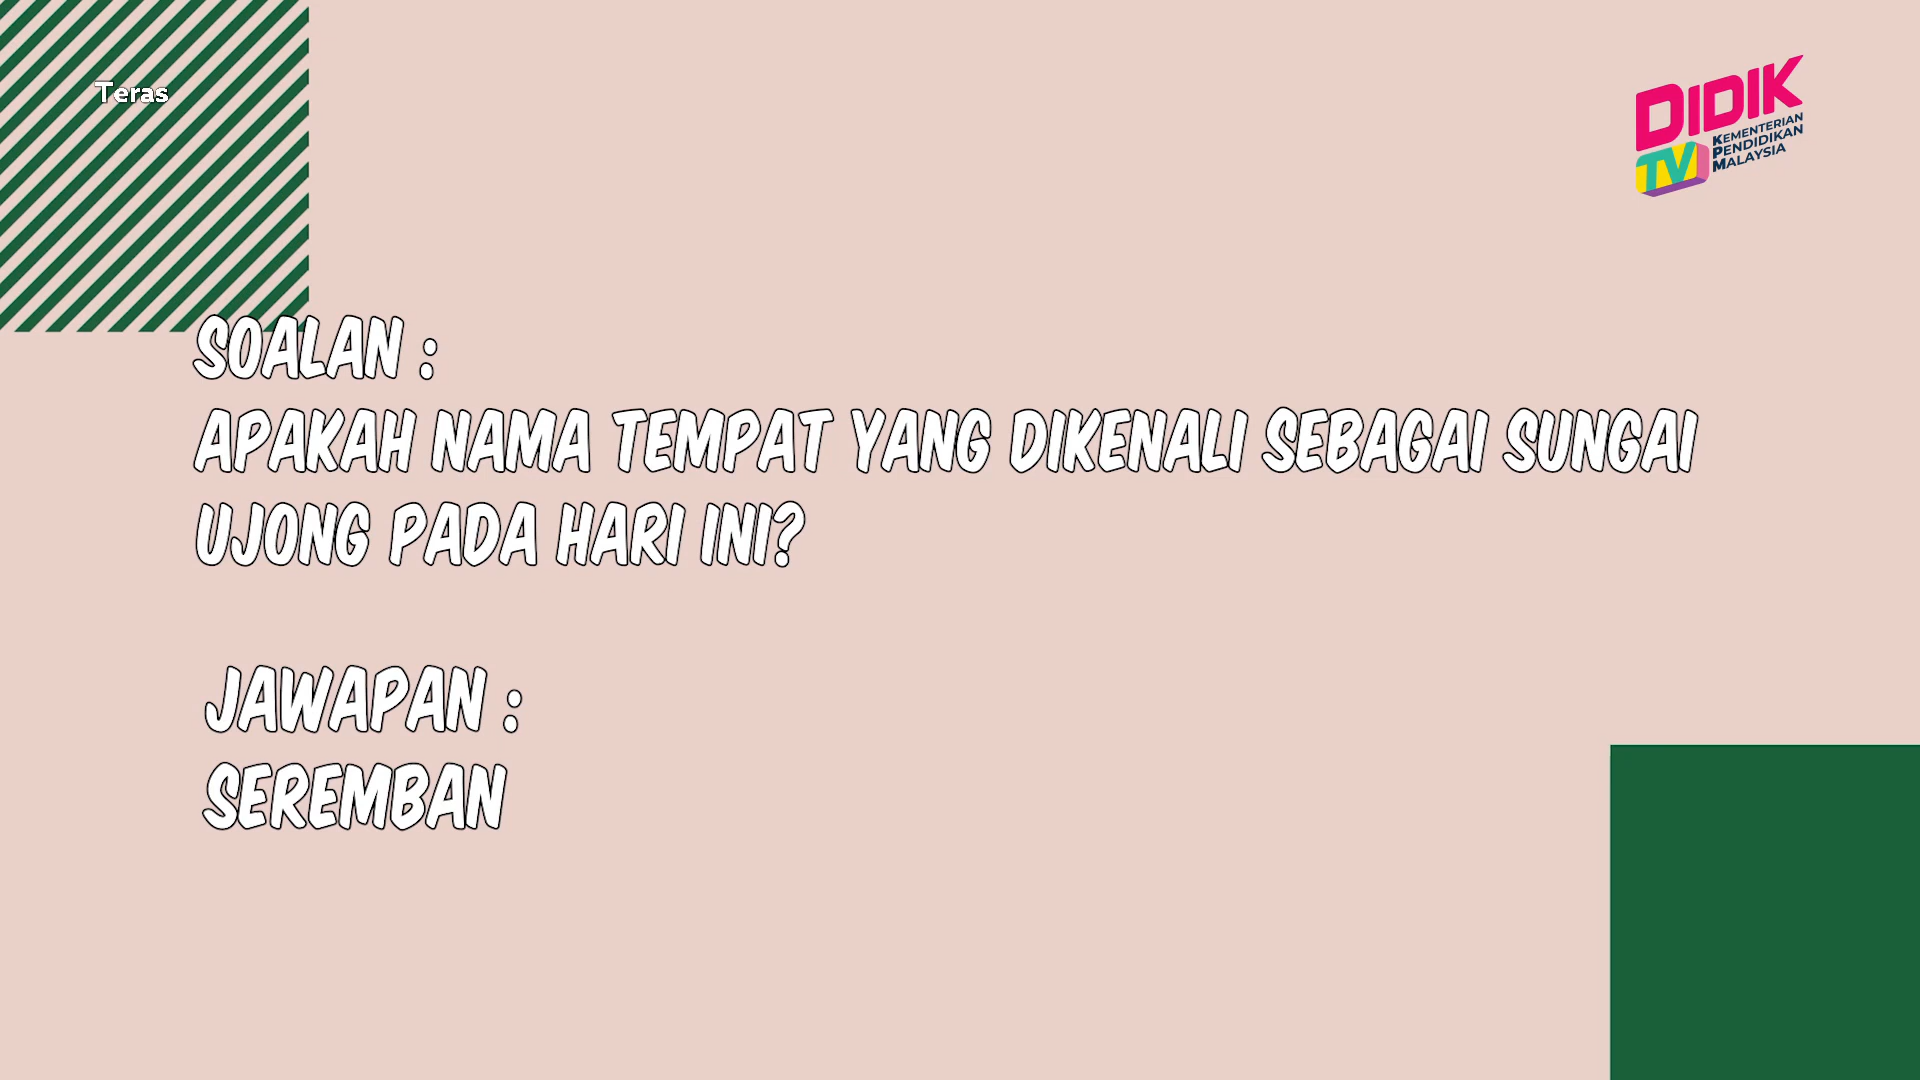 Teras
DIDIK
TV
KEMENTERIAN
PENDIDIKAN
MALAYSIA
SOALAN :
APAKAH NAMA TEMPAT YANG DIKENALI SEBAGAI SUNGAI
UJONG PADA HARI INI?
JAWAPAN :
SEREMBAN